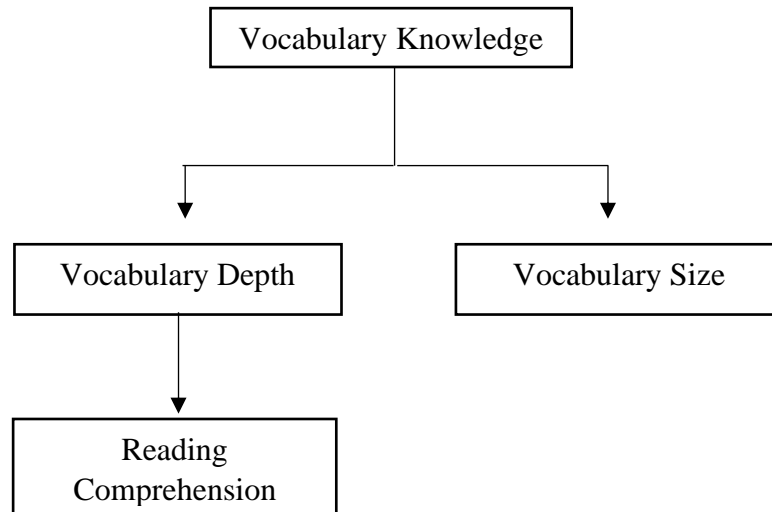 Vocabulary Knowledge
Vocabulary Depth
Vocabulary Size
Reading
Comprehension